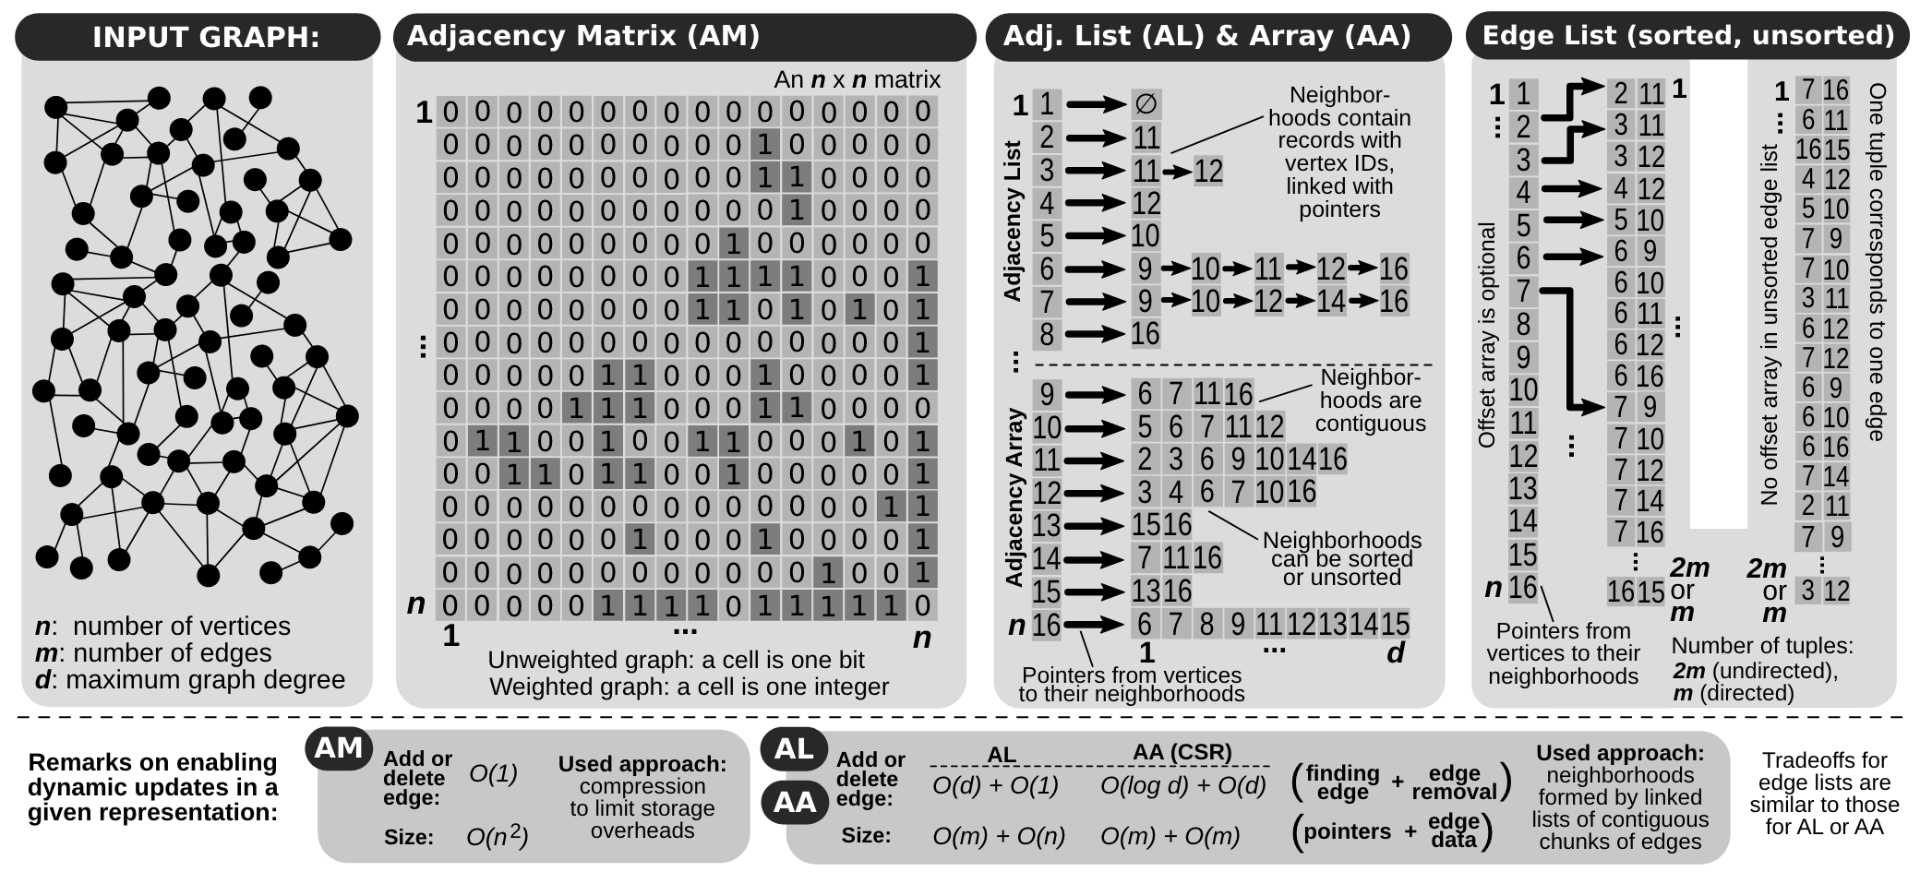 INPUT GRAPH:
n: number of vertices
m: number of edges
d: maximum graph degree
Adjacency Matrix (AM)
An n x n matrix
1 0 0 0 0 0 0 0 0 0 0 0 0 0 0 0 0
0 0 0 0 0 0 0 0 0 0 1 0 0 0 0 0
0 0 0 0 0 0 0 0 0 0 1 1 0 0 0 0
0 0 0 0 0 0 0 0 0 0 0 1 0 0 0 0
0 0 0 0 0 0 0 0 0 1 0 0 0 0 0 0
0 0 0 0 0 0 0 0 1 1 1 1 0 0 0 1
0 0 0 0 0 0 0 0 1 1 0 1 0 1 0 1
... 0 0 0 0 0 0 0 0 0 0 0 0 0 0 0 1
0 0 0 0 0 1 1 0 0 0 1 0 0 0 0 1
0 0 0 0 1 1 1 0 0 0 1 1 0 0 0 0
0 1 1 0 0 1 0 0 1 1 0 0 0 1 0 1
0 0 1 1 0 1 1 0 0 1 0 0 0 0 0 1
0 0 0 0 0 0 0 0 0 0 0 0 0 0 1 1
0 0 0 0 0 0 1 0 0 0 1 0 0 0 0 1
0 0 0 0 0 0 0 0 0 0 0 0 1 0 0 1
n 0 0 0 0 0 1 1 1 1 0 1 1 1 1 1 0
1 ... n
Unweighted graph: a cell is one bit
Weighted graph: a cell is one integer
Adj. List (AL) & Array (AA)
Adjacency List
1 1 ∅
2 11
3 11 12
4 12
5 10
6 9 10 11 12 16
7 9 10 12 14 16
8 16
...
Neighbor-
hoods contain
records with
vertex IDs,
linked with
pointers
Adjacency Array
9 6 7 11 16
10 5 6 7 11 12
11 2 3 6 9 10 14 16
12 3 4 6 7 10 16
13 15 16
14 7 11 16
15 13 16
n 16 6 7 8 9 11 12 13 14 15
1 ... d
Neighbor-
hoods are
contiguous
Neighborhoods
can be sorted
or unsorted
Pointers from vertices
to their neighborhoods
Edge List (sorted, unsorted)
Offset array is optional
1 1
... 2
3
4
5
6
7
8
9
10
11
12
13
14
15
n 16
...
2 11 1
3 11
3 12
4 12
5 10
6 9
6 10
6 11 ...
6 12
6 16
7 9
7 10
7 12
7 14
7 16
...
16 15
2m
or
m
Pointers from
vertices to their
neighborhoods
No offset array in unsorted edge list
1 7 16
... 6 11
16 15
4 12
5 10
7 9
7 10
3 11
6 12
7 12
6 9
6 10
6 16
7 14
2 11
7 9
...
3 12
2m
or
m
One tuple corresponds to one edge
Number of tuples:
2m (undirected),
m (directed)
Remarks on enabling
dynamic updates in a
given representation:
AM
Add or
delete
edge:
O(1)
Size: O(n2)
Used approach:
compression
to limit storage
overheads
AL
AA
AL AA (CSR)
Add or
delete
edge:
O(d) + O(1) O(log d) + O(d)
(finding
edge + edge
removal)
Size: O(m) + O(n) O(m) + O(m)
(pointers + edge
data)
Used approach:
neighborhoods
formed by linked
lists of contiguous
chunks of edges
Tradeoffs for
edge lists are
similar to those
for AL or AA